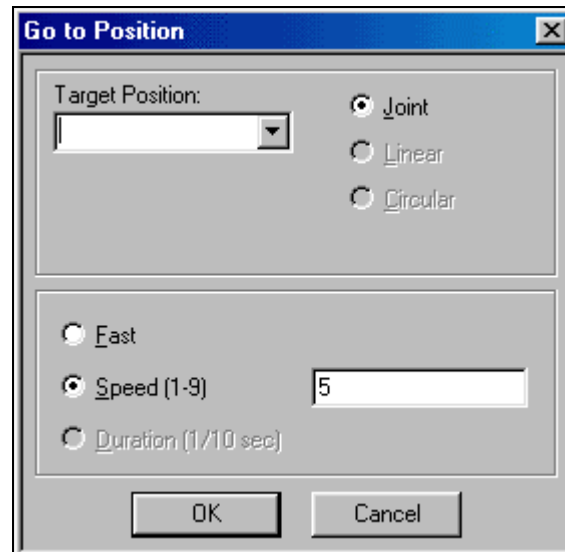 Go to Position
Target Position:
Joint
Linear
Circular
Fast
Speed (1-9) 5
Duration (1/10 sec)
OK Cancel